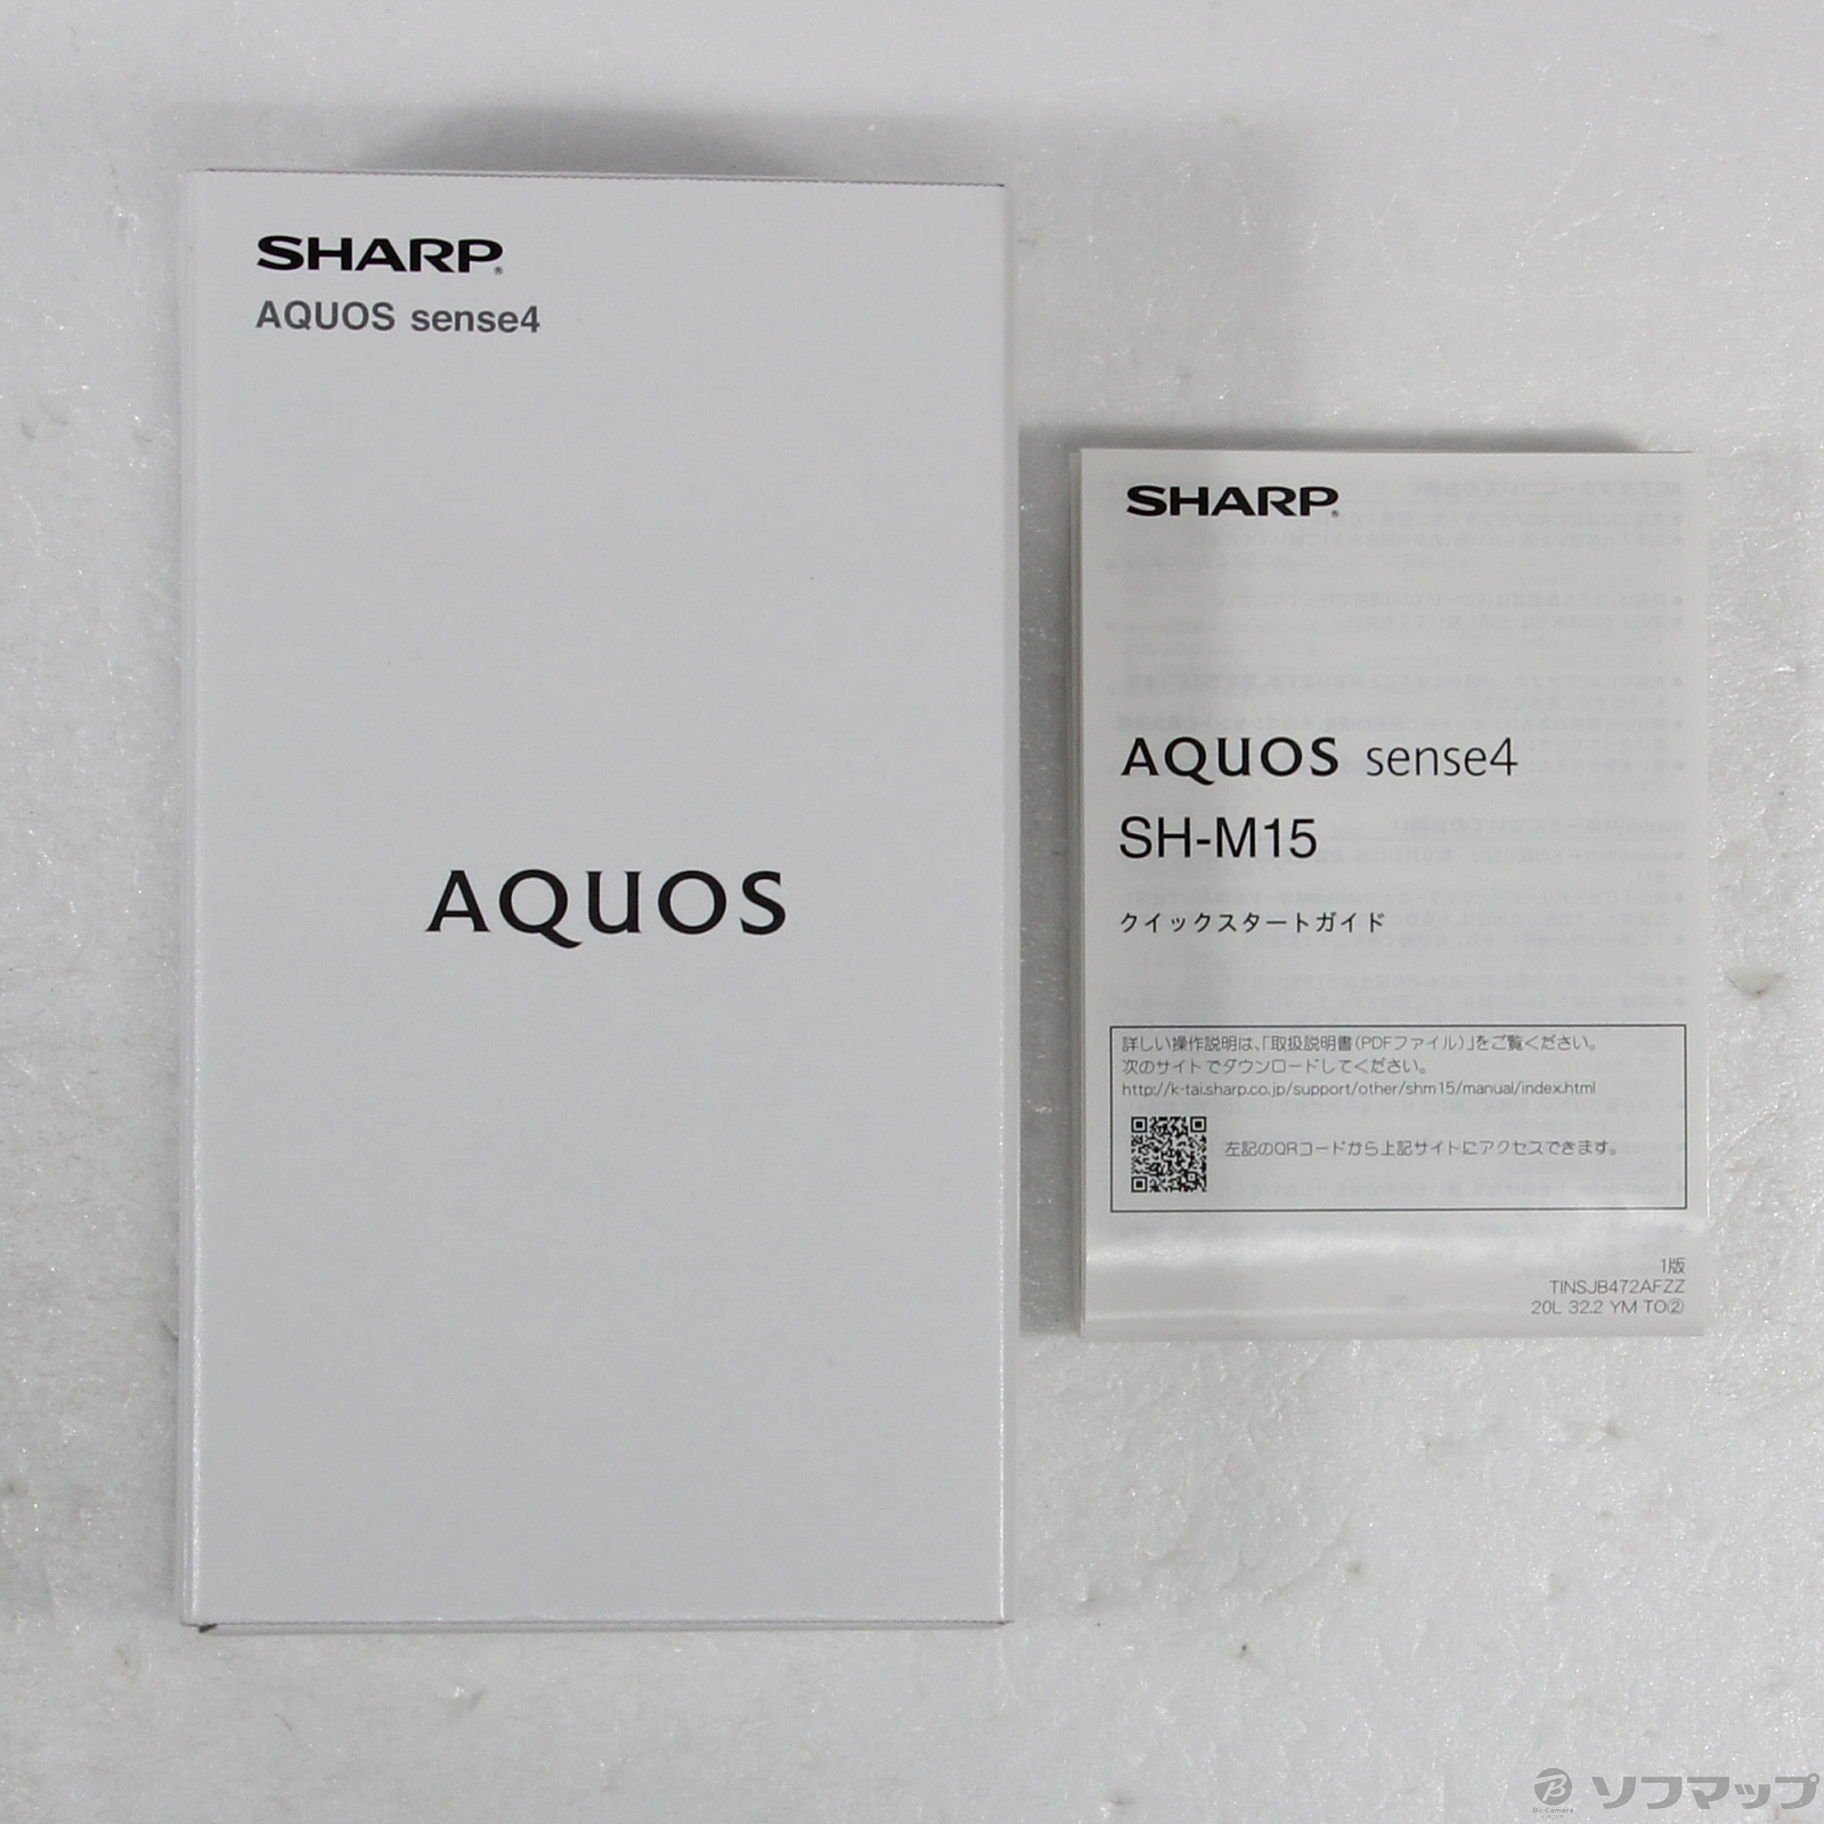 SHARP®
AQUOS sense4
AQUOS
SHARP®
AQUOS sense4
SH-M15
クイックスタートガイド
詳しい操作説明は、「取扱説明書(PDFファイル)」をご覧ください。
次のサイトでダウンロードしてください。
http://k-tai.sharp.co.jp/support/other/shm15/manual/index.html
左記のQRコードから上記サイトにアクセスできます。
1版
TINSJB472AFZZ
20L 32.2 YM TO②
B ソフマップ
Bic Camera